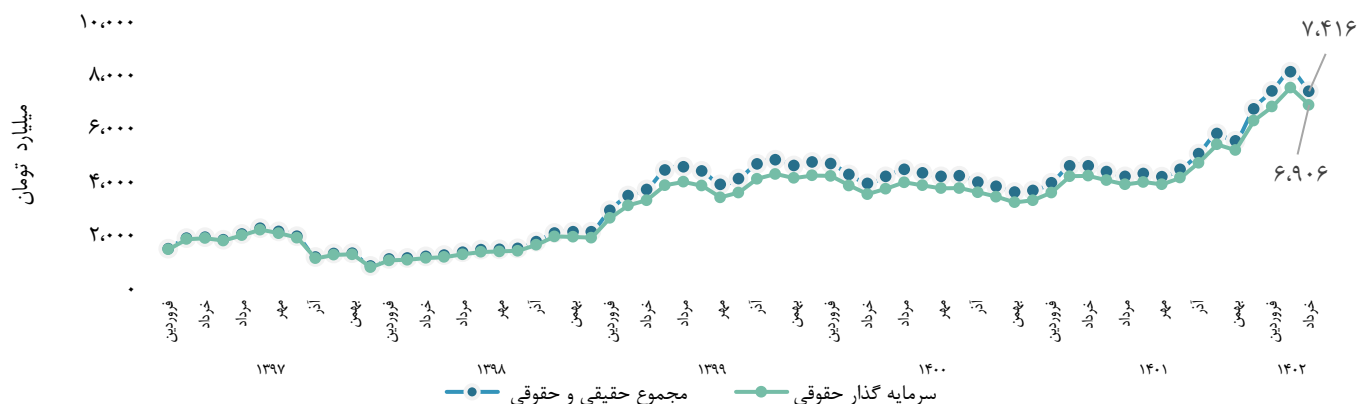 میلیارد تومان
۱۰،۰۰۰
۸،۰۰۰
۶،۰۰۰
۴،۰۰۰
۲،۰۰۰
۰
۷،۴۱۶
۶،۹۰۶
فروردین خرداد مرداد مهر آذر بهمن فروردین خرداد مرداد مهر آذر بهمن فروردین خرداد مرداد مهر آذر بهمن فروردین خرداد مرداد مهر آذر بهمن فروردین خرداد مرداد مهر آذر بهمن فروردین خرداد
۱۳۹۷ ۱۳۹۸ ۱۳۹۹ ۱۴۰۰ ۱۴۰۱ ۱۴۰۲
مجموع حقیقی و حقوقی سرمایه گذار حقوقی